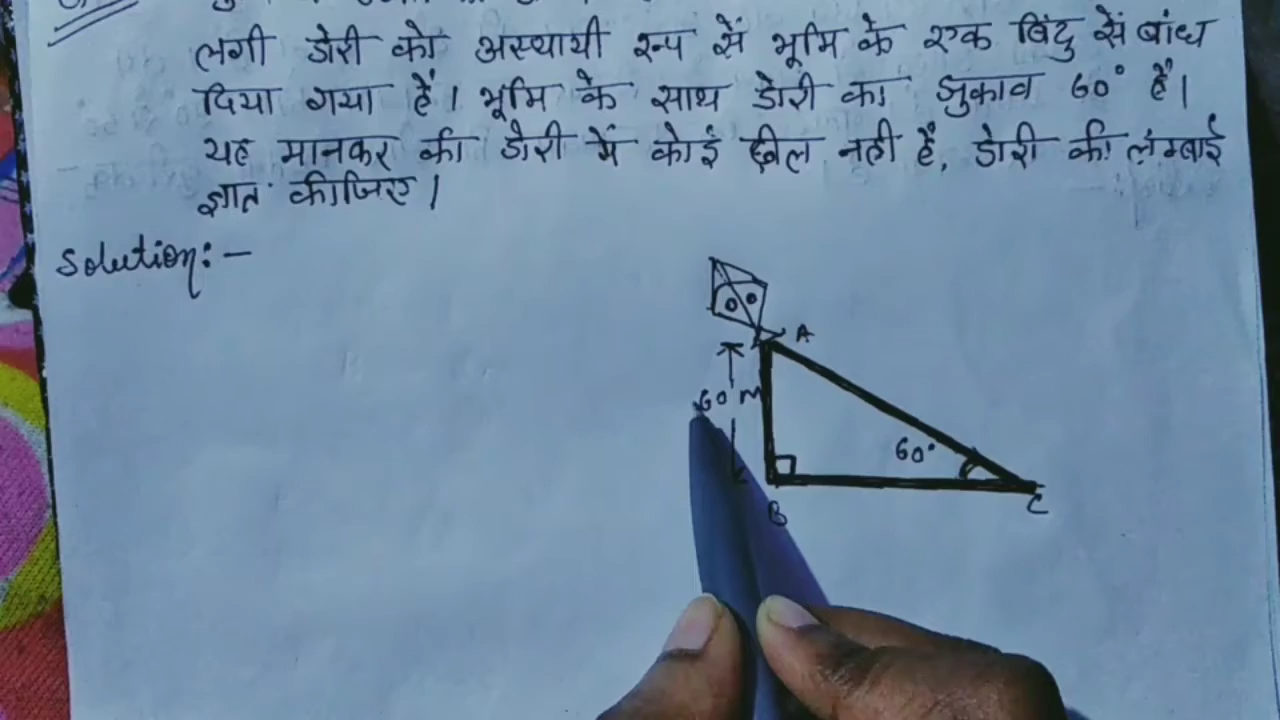 लगी डोरी को अस्थायी रूप सें भूमि के एक बिंदु सें बांध
दिया गया हैं। भूमि के साथ डोरी का झुकाव 60° हैं।
यह मानकर की डोरी में कोई ढील नही हैं, डोरी की लम्बाई
ज्ञात कीजिए।
Solution:-
A
60 M
60°
B
C